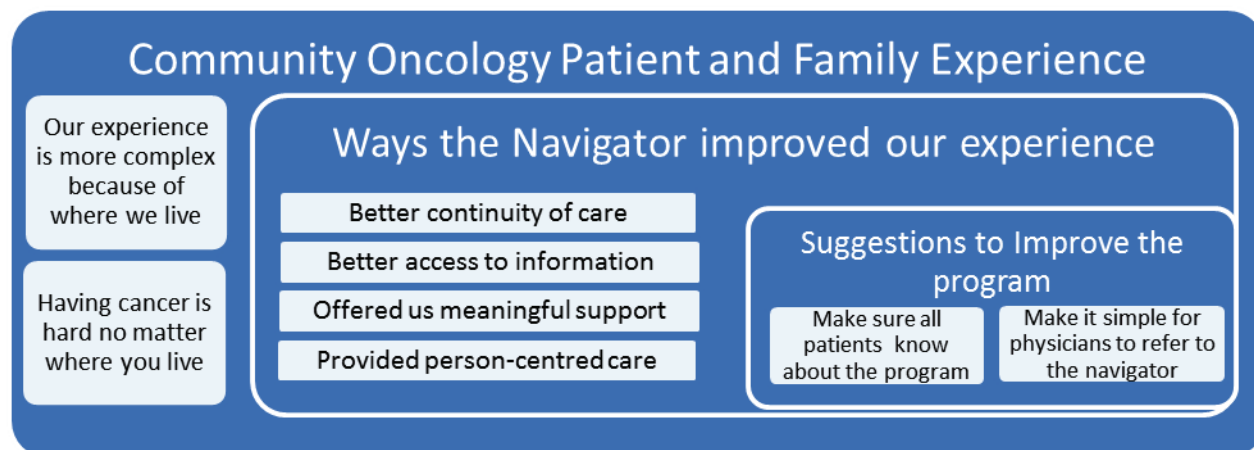 Community Oncology Patient and Family Experience
Our experience
is more complex
because of
where we live
Having cancer is
hard no matter
where you live
Ways the Navigator improved our experience
Better continuity of care
Better access to information
Offered us meaningful support
Provided person-centred care
Suggestions to Improve the
program
Make sure all
patients know
about the program
Make it simple for
physicians to refer to
the navigator